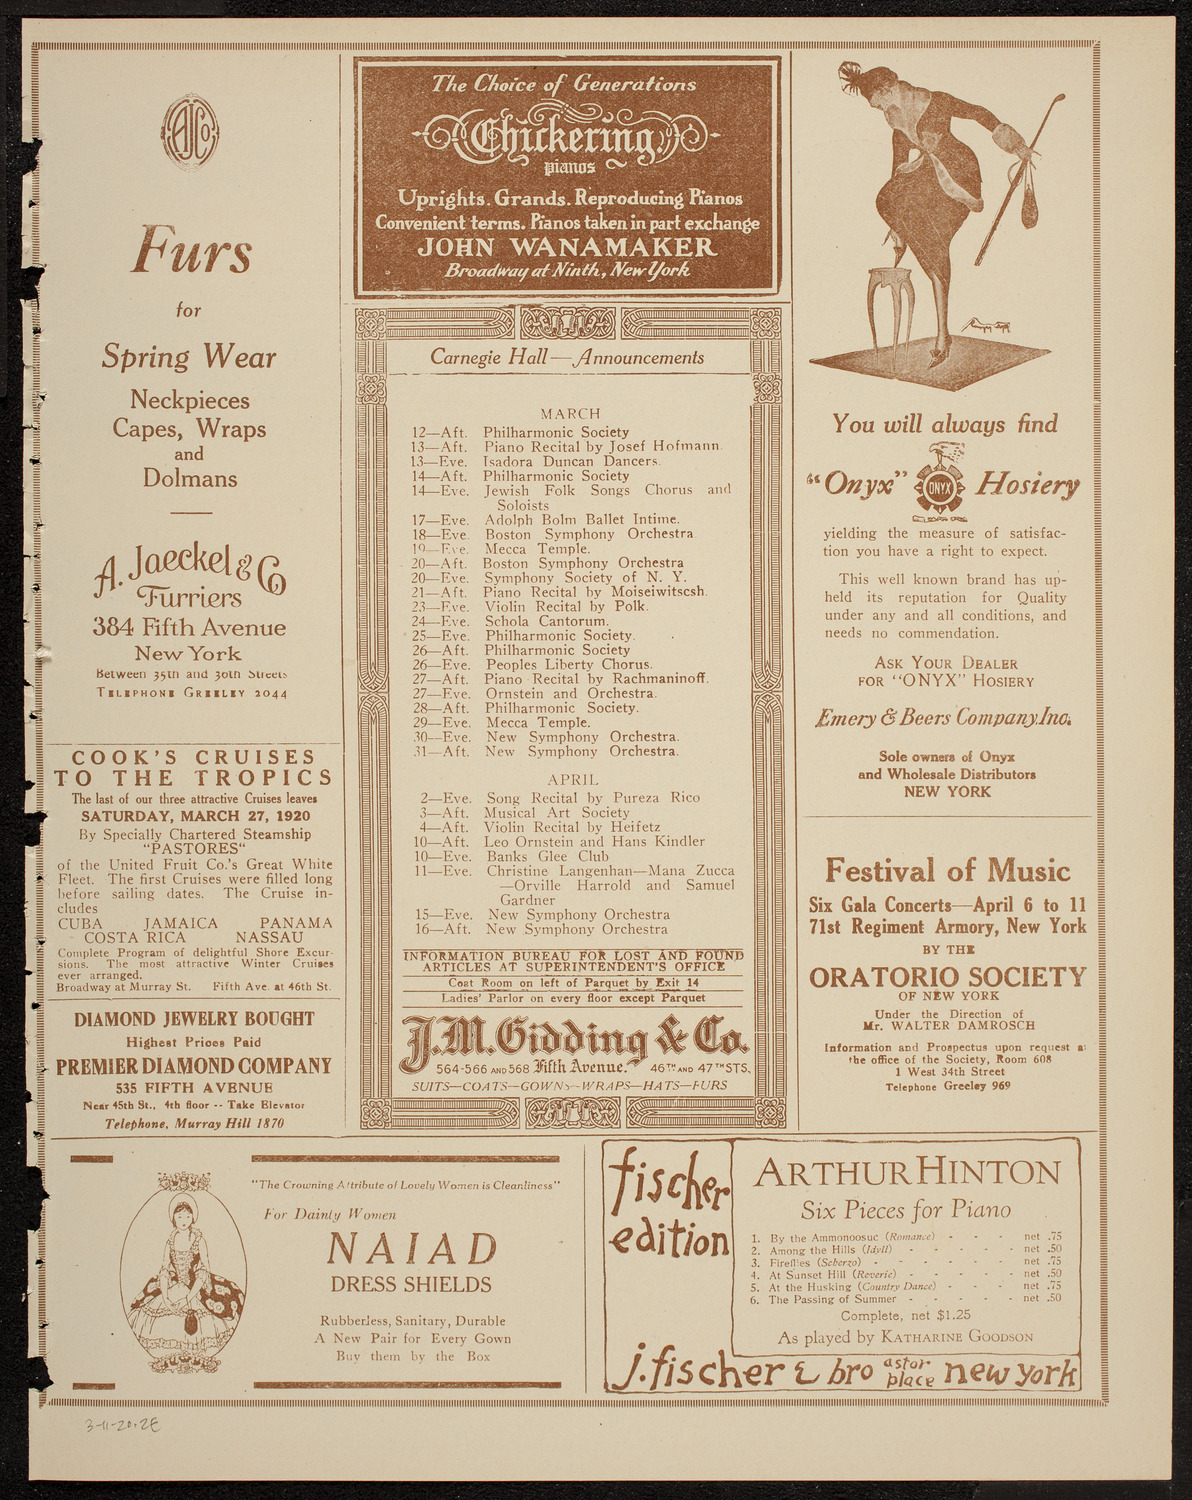 AJCo
Furs
for
Spring Wear
Neckpieces
Capes, Wraps
and
Dolmans
A. Jaeckel & Co
Furriers
384 Fifth Avenue
New York
Between 35th and 36th Streets
TELEPHONE GREELEY 2044
COOK'S CRUISES
TO THE TROPICS
The last of our three attractive Cruises leaves
SATURDAY, MARCH 27, 1920
By Specially Chartered Steamship
"PASTORES"
of the United Fruit Co.'s Great White
Fleet. The first Cruises were filled long
before sailing dates. The Cruise in-
cludes
CUBA JAMAICA PANAMA
COSTA RICA NASSAU
Complete Program of delightful Shore Excur-
sions. The most attractive Winter Cruises
ever arranged.
Broadway at Murray St. Fifth Ave. at 46th St.
DIAMOND JEWELRY BOUGHT
Highest Prices Paid
PREMIER DIAMOND COMPANY
535 FIFTH AVENUE
Near 45th St., 4th floor -- Take Elevator
Telephone, Murray Hill 1870
The Choice of Generations
Chickering
pianos
Uprights. Grands. Reproducing Pianos
Convenient terms. Pianos taken in part exchange
JOHN WANAMAKER
Broadway at Ninth, New York
Carnegie Hall—Announcements
MARCH
12—Aft. Philharmonic Society
13—Aft. Piano Recital by Josef Hofmann.
13—Eve. Isadora Duncan Dancers.
14—Aft. Philharmonic Society
14—Eve. Jewish Folk Songs Chorus and
Soloists
17—Eve. Adolph Bolm Ballet Intime.
18—Eve. Boston Symphony Orchestra
19—Eve. Mecca Temple.
20—Aft. Boston Symphony Orchestra
20—Eve. Symphony Society of N. Y.
21—Aft. Piano Recital by Moiseiwitscsh.
23—Eve. Violin Recital by Polk.
24—Eve. Schola Cantorum.
25—Eve. Philharmonic Society.
26—Aft. Philharmonic Society
26—Eve. Peoples Liberty Chorus.
27—Aft. Piano Recital by Rachmaninoff.
27—Eve. Ornstein and Orchestra.
28—Aft. Philharmonic Society.
29—Eve. Mecca Temple.
30—Eve. New Symphony Orchestra.
31—Aft. New Symphony Orchestra.
APRIL
2—Eve. Song Recital by Pureza Rico
3—Aft. Musical Art Society
4—Aft. Violin Recital by Heifetz
10—Aft. Leo Ornstein and Hans Kindler
10—Eve. Banks Glee Club
11—Eve. Christine Langenhan—Mana Zucca
—Orville Harrold and Samuel
Gardner
15—Eve. New Symphony Orchestra
16—Aft. New Symphony Orchestra
INFORMATION BUREAU FOR LOST AND FOUND
ARTICLES AT SUPERINTENDENT'S OFFICE
Coat Room on left of Parquet by Exit 14
Ladies' Parlor on every floor except Parquet
J.M. Gidding & Co.
564-566 AND 568 Fifth Avenue. 46TH AND 47TH STS.
SUITS—COATS—GOWNS—WRAPS—HATS—FURS
You will always find
"Onyx" ONYX Hosiery
yielding the measure of satisfac-
tion you have a right to expect.
This well known brand has up-
held its reputation for Quality
under any and all conditions, and
needs no commendation.
ASK YOUR DEALER
FOR "ONYX" HOSIERY
Emery & Beers Company, Inc.
Sole owners of Onyx
and Wholesale Distributors
NEW YORK
Festival of Music
Six Gala Concerts—April 6 to 11
71st Regiment Armory, New York
BY THE
ORATORIO SOCIETY
OF NEW YORK
Under the Direction of
Mr. WALTER DAMROSCH
Information and Prospectus upon request at
the office of the Society, Room 608
1 West 34th Street
Telephone Greeley 969
"The Crowning Attribute of Lovely Women is Cleanliness"
For Dainty Women
NAIAD
DRESS SHIELDS
Rubberless, Sanitary, Durable
A New Pair for Every Gown
Buy them by the Box
fischer
edition
ARTHUR HINTON
Six Pieces for Piano
1. By the Ammonoosuc (Romance) - - - net .75
2. Among the Hills (Idyll) - - - - net .50
3. Fireflies (Scherzo) - - - - - net .75
4. At Sunset Hill (Reverie) - - - - net .50
5. At the Husking (Country Dance) - - - net .75
6. The Passing of Summer - - - - net .50
Complete, net $1.25
As played by KATHARINE GOODSON
j. fischer & bro astor place new york
3-11-20.2E